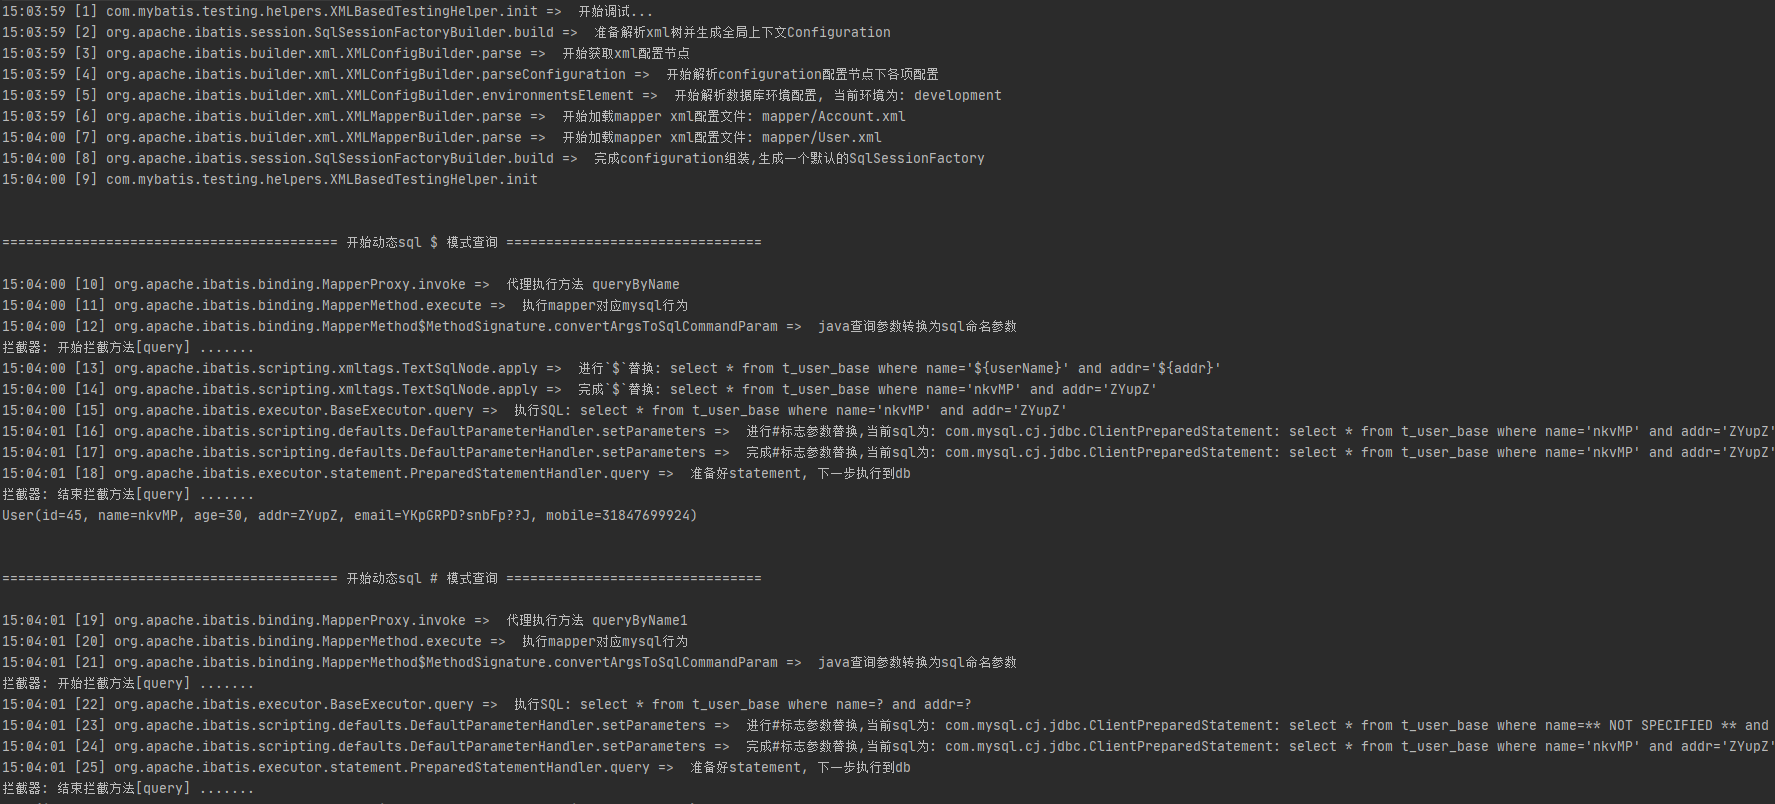 15:03:59 [1] com.mybatis.testing.helpers.XMLBasedTestingHelper.init =>  开始调试...
15:03:59 [2] org.apache.ibatis.session.SqlSessionFactoryBuilder.build =>  准备解析xml树并生成全局上下文Configuration
15:03:59 [3] org.apache.ibatis.builder.xml.XMLConfigBuilder.parse =>  开始获取xml配置节点
15:03:59 [4] org.apache.ibatis.builder.xml.XMLConfigBuilder.parseConfiguration =>  开始解析configuration配置节点下各项配置
15:03:59 [5] org.apache.ibatis.builder.xml.XMLConfigBuilder.environmentsElement =>  开始解析数据库环境配置, 当前环境为: development
15:03:59 [6] org.apache.ibatis.builder.xml.XMLMapperBuilder.parse =>  开始加载mapper xml配置文件: mapper/Account.xml
15:04:00 [7] org.apache.ibatis.builder.xml.XMLMapperBuilder.parse =>  开始加载mapper xml配置文件: mapper/User.xml
15:04:00 [8] org.apache.ibatis.session.SqlSessionFactoryBuilder.build =>  完成configuration组装,生成一个默认的SqlSessionFactory
15:04:00 [9] com.mybatis.testing.helpers.XMLBasedTestingHelper.init
========================================== 开始动态sql $ 模式查询 ================================
15:04:00 [10] org.apache.ibatis.binding.MapperProxy.invoke =>  代理执行方法 queryByName
15:04:00 [11] org.apache.ibatis.binding.MapperMethod.execute =>  执行mapper对应mysql行为
15:04:00 [12] org.apache.ibatis.binding.MapperMethod$MethodSignature.convertArgsToSqlCommandParam =>  java查询参数转换为sql命名参数
拦截器: 开始拦截方法[query] .......
15:04:00 [13] org.apache.ibatis.scripting.xmltags.TextSqlNode.apply =>  进行`$`替换: select * from t_user_base where name='${userName}' and addr='${addr}'
15:04:00 [14] org.apache.ibatis.scripting.xmltags.TextSqlNode.apply =>  完成`$`替换: select * from t_user_base where name='nkvMP' and addr='ZYupZ'
15:04:00 [15] org.apache.ibatis.executor.BaseExecutor.query =>  执行SQL: select * from t_user_base where name='nkvMP' and addr='ZYupZ'
15:04:01 [16] org.apache.ibatis.scripting.defaults.DefaultParameterHandler.setParameters =>  进行#标志参数替换,当前sql为: com.mysql.cj.jdbc.ClientPreparedStatement: select * from t_user_base where name='nkvMP' and addr='ZYupZ'
15:04:01 [17] org.apache.ibatis.scripting.defaults.DefaultParameterHandler.setParameters =>  完成#标志参数替换,当前sql为: com.mysql.cj.jdbc.ClientPreparedStatement: select * from t_user_base where name='nkvMP' and addr='ZYupZ'
15:04:01 [18] org.apache.ibatis.executor.statement.PreparedStatementHandler.query =>  准备好statement, 下一步执行到db
拦截器: 结束拦截方法[query] .......
User(id=45, name=nkvMP, age=30, addr=ZYupZ, email=YKpGRPD?snbFp??J, mobile=31847699924)
========================================== 开始动态sql # 模式查询 ================================
15:04:01 [19] org.apache.ibatis.binding.MapperProxy.invoke =>  代理执行方法 queryByName1
15:04:01 [20] org.apache.ibatis.binding.MapperMethod.execute =>  执行mapper对应mysql行为
15:04:01 [21] org.apache.ibatis.binding.MapperMethod$MethodSignature.convertArgsToSqlCommandParam =>  java查询参数转换为sql命名参数
拦截器: 开始拦截方法[query] .......
15:04:01 [22] org.apache.ibatis.executor.BaseExecutor.query =>  执行SQL: select * from t_user_base where name=? and addr=?
15:04:01 [23] org.apache.ibatis.scripting.defaults.DefaultParameterHandler.setParameters =>  进行#标志参数替换,当前sql为: com.mysql.cj.jdbc.ClientPreparedStatement: select * from t_user_base where name=** NOT SPECIFIED ** and
15:04:01 [24] org.apache.ibatis.scripting.defaults.DefaultParameterHandler.setParameters =>  完成#标志参数替换,当前sql为: com.mysql.cj.jdbc.ClientPreparedStatement: select * from t_user_base where name='nkvMP' and addr='ZYupZ'
15:04:01 [25] org.apache.ibatis.executor.statement.PreparedStatementHandler.query =>  准备好statement, 下一步执行到db
拦截器: 结束拦截方法[query] .......